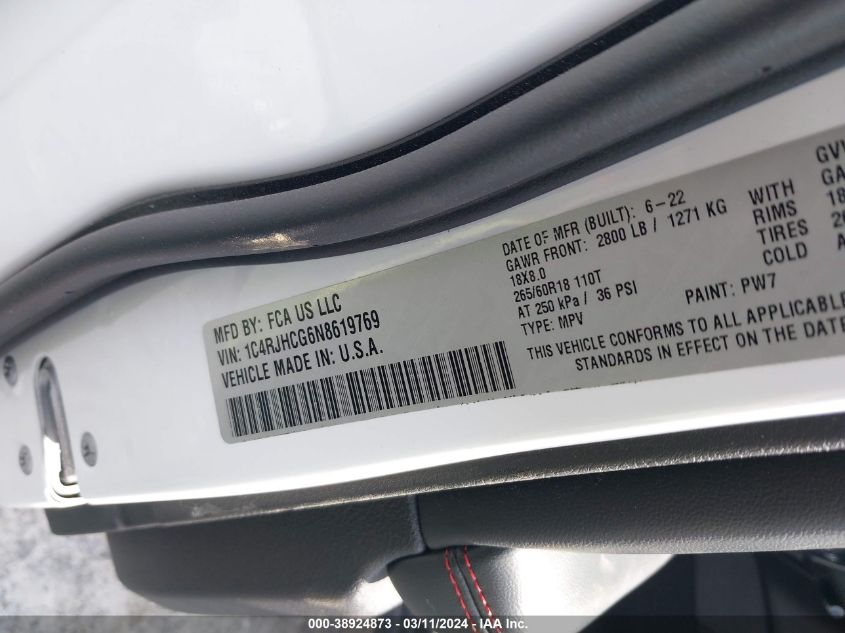 MFD BY: FCA US LLC
VIN: 1C4RJHCG6N8619769
VEHICLE MADE IN: U.S.A.
DATE OF MFR (BUILT): 6-22
GAWR FRONT: 2800 LB / 1271 KG WITH
18X8.0 RIMS
265/60R18 110T TIRES
AT 250 kPa / 36 PSI COLD
TYPE: MPV PAINT: PW7
THIS VEHICLE CONFORMS TO ALL APPLICABLE
STANDARDS IN EFFECT ON THE DATE
000-38924873 - 03/11/2024 - IAA Inc.